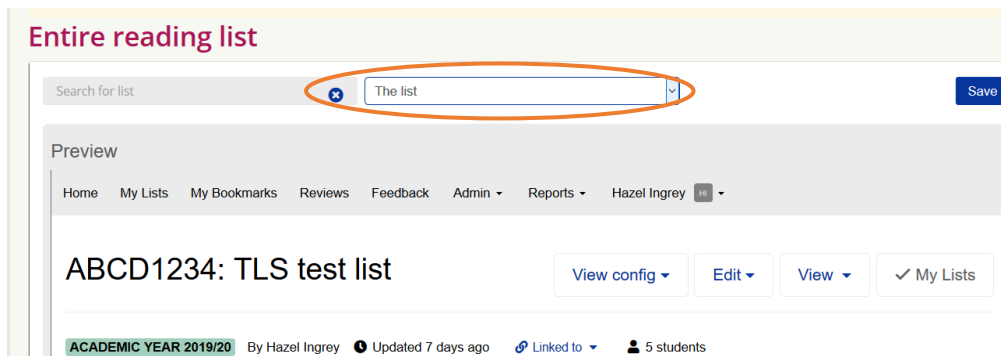 Entire reading list
Search for list The list Save
Preview
Home My Lists My Bookmarks Reviews Feedback Admin Reports Hazel Ingrey HI
ABCD1234: TLS test list View config Edit View My Lists
ACADEMIC YEAR 2019/20 By Hazel Ingrey Updated 7 days ago Linked to 5 students